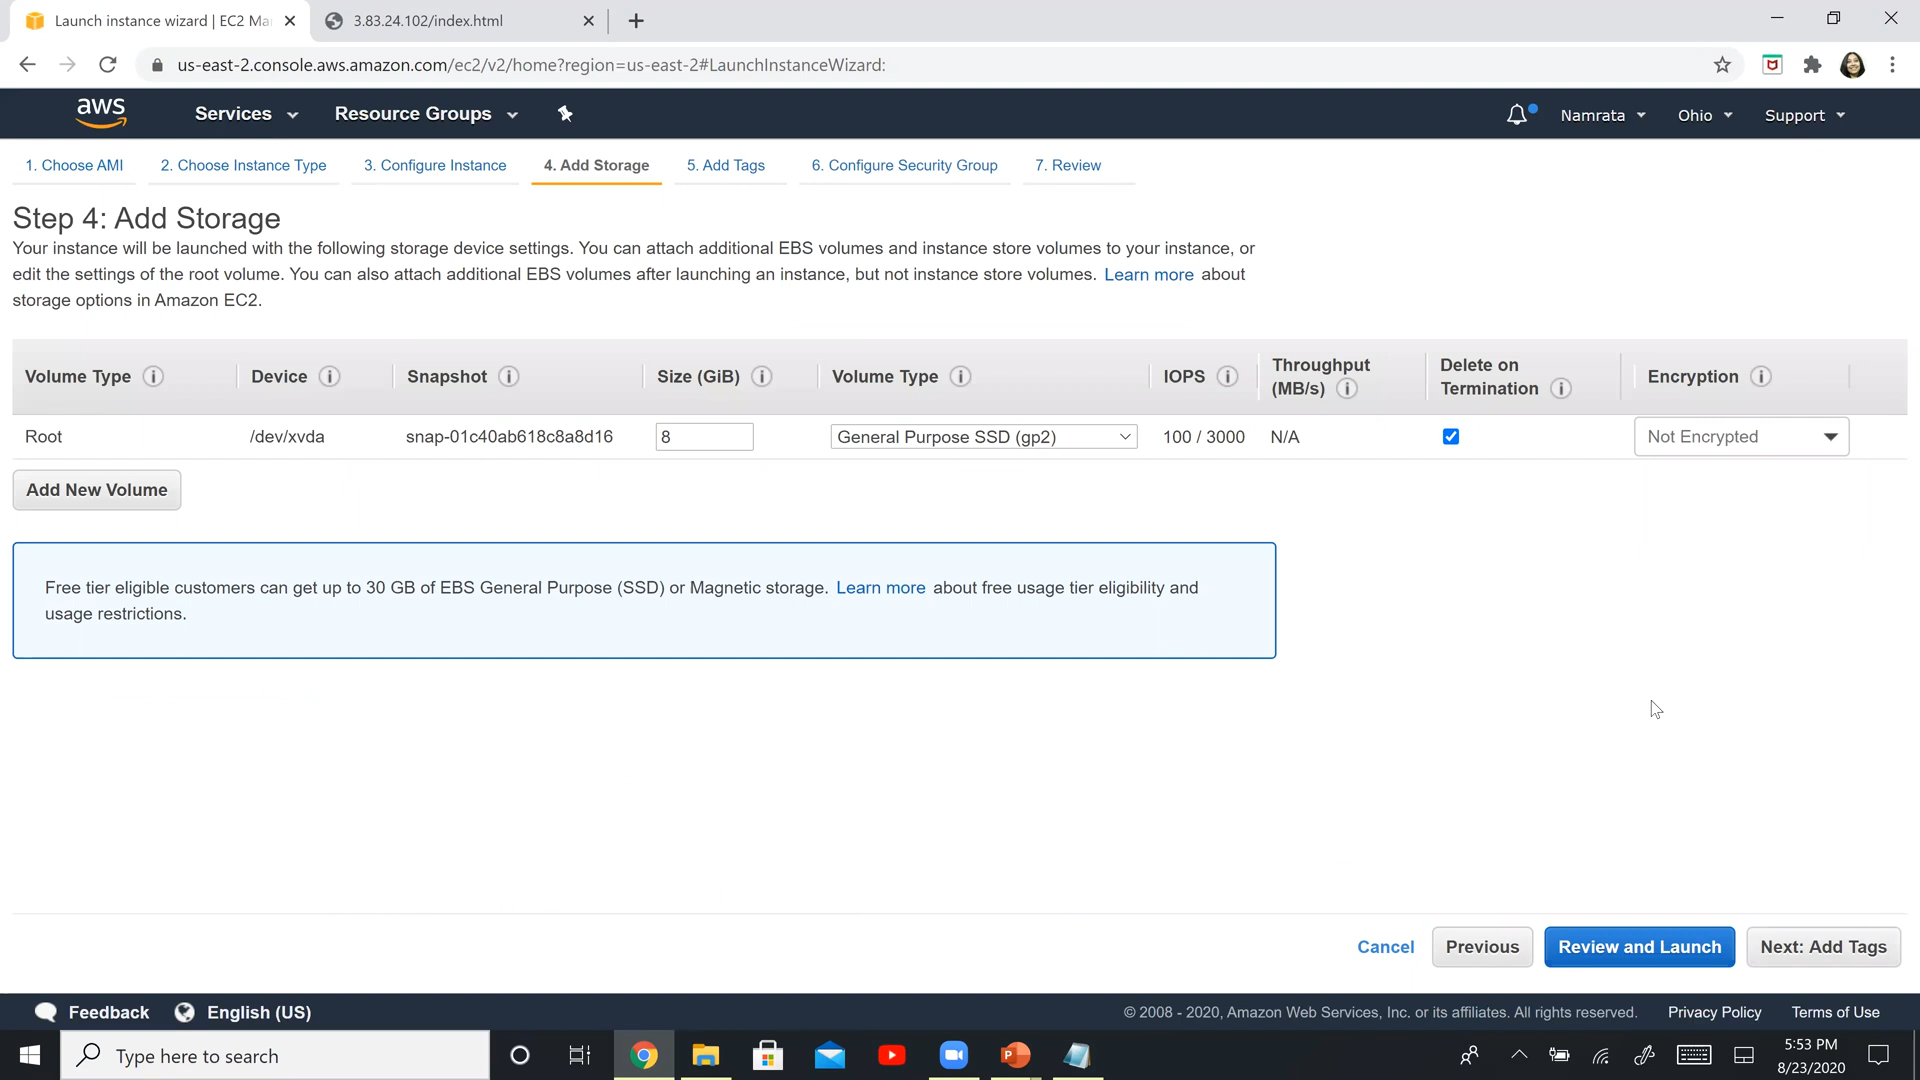 Launch instance wizard | EC2 Ma
3.83.24.102/index.html
us-east-2.console.aws.amazon.com/ec2/v2/home?region=us-east-2#LaunchInstanceWizard:
aws
Services
Resource Groups
Namrata
Ohio
Support
1. Choose AMI
2. Choose Instance Type
3. Configure Instance
4. Add Storage
5. Add Tags
6. Configure Security Group
7. Review
Step 4: Add Storage
Your instance will be launched with the following storage device settings. You can attach additional EBS volumes and instance store volumes to your instance, or
edit the settings of the root volume. You can also attach additional EBS volumes after launching an instance, but not instance store volumes. Learn more about
storage options in Amazon EC2.
Volume Type
Device
Snapshot
Size (GiB)
Volume Type
IOPS
Throughput
(MB/s)
Delete on
Termination
Encryption
Root
/dev/xvda
snap-01c40ab618c8a8d16
8
General Purpose SSD (gp2)
100 / 3000
N/A
Not Encrypted
Add New Volume
Free tier eligible customers can get up to 30 GB of EBS General Purpose (SSD) or Magnetic storage. Learn more about free usage tier eligibility and
usage restrictions.
Cancel
Previous
Review and Launch
Next: Add Tags
Feedback
English (US)
© 2008 - 2020, Amazon Web Services, Inc. or its affiliates. All rights reserved.
Privacy Policy
Terms of Use
Type here to search
5:53 PM
8/23/2020